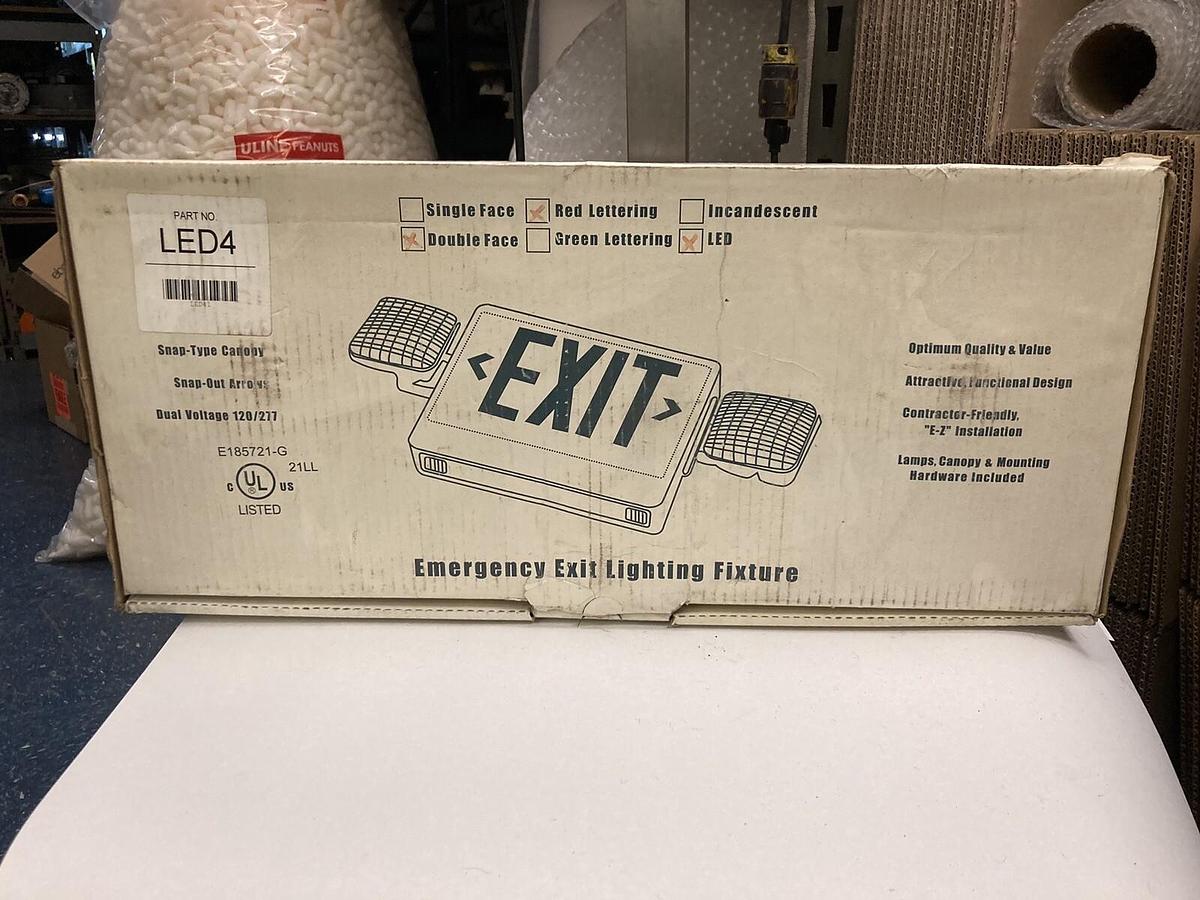 ULINE PEANUTS
PART NO.
LED4
Single Face
Red Lettering
Incandescent
Double Face
Green Lettering
LED
EXIT
Snap-Type Canopy
Snap-Out Arrows
Dual Voltage 120/277
E185721-G
21LL
C UL US
®
LISTED
Optimum Quality & Value
Attractive, Functional Design
Contractor-Friendly,
"E-Z" Installation
Lamps, Canopy & Mounting
Hardware Included
Emergency Exit Lighting Fixture